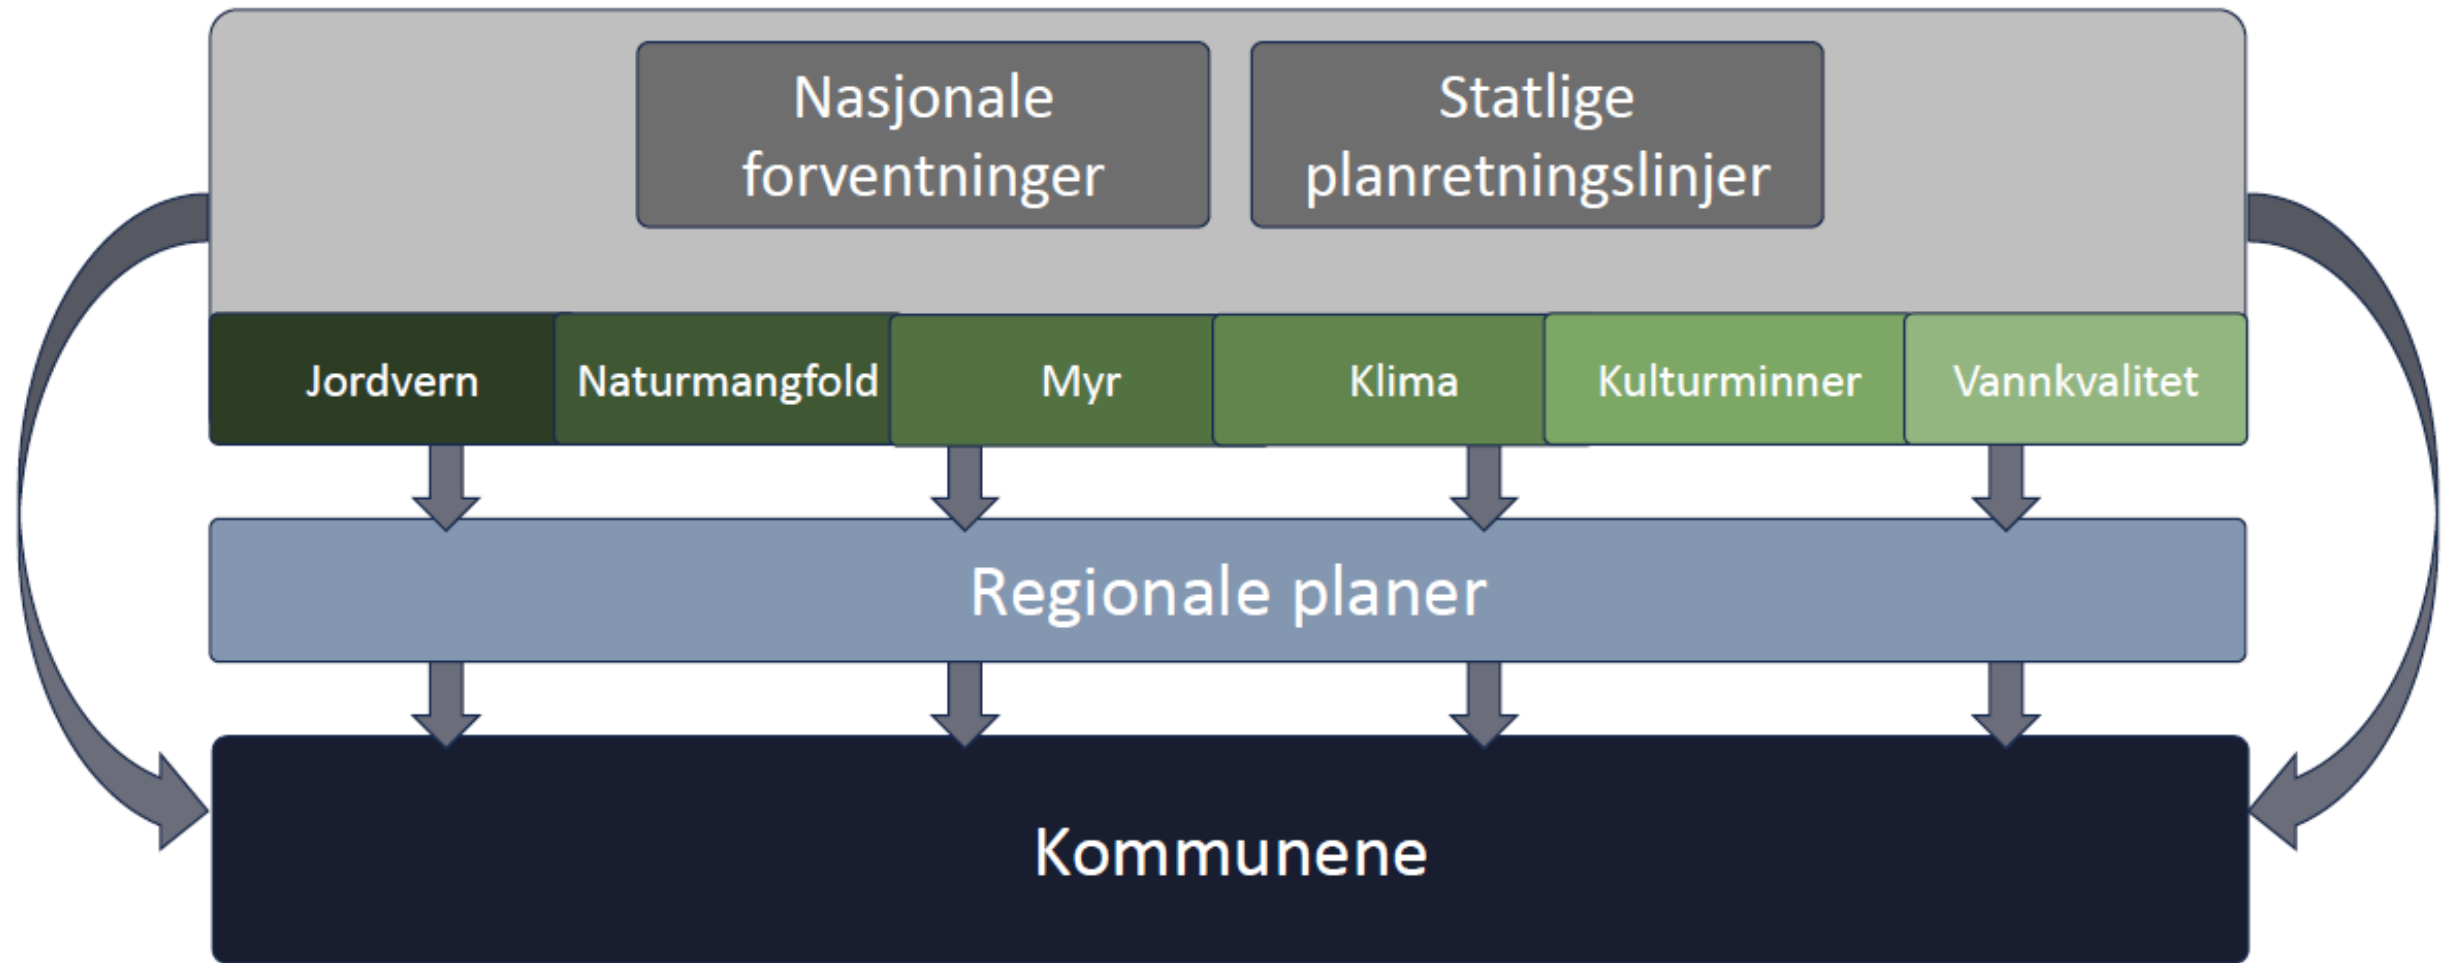 Nasjonale
forventninger
Statlige
planretningslinjer
Jordvern
Naturmangfold
Myr
Klima
Kulturminner
Vannkvalitet
Regionale planer
Kommunene